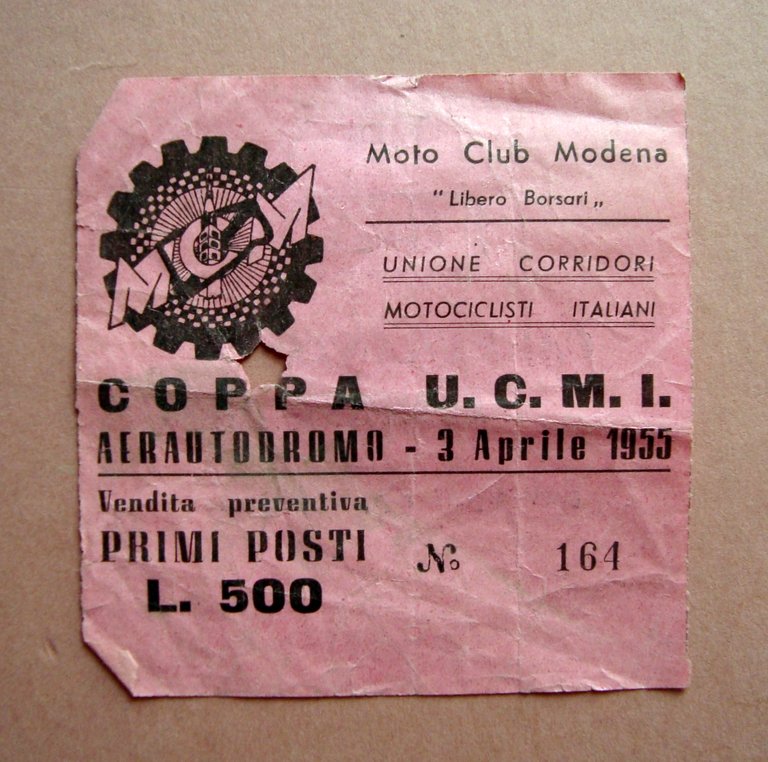 MCM
Moto Club Modena
"Libero Borsari„
UNIONE CORRIDORI
MOTOCICLISTI ITALIANI
COPPA U. C. M. I.
AERAUTODROMO - 3 Aprile 1955
Vendita preventiva
PRIMI POSTI
L. 500
No 164